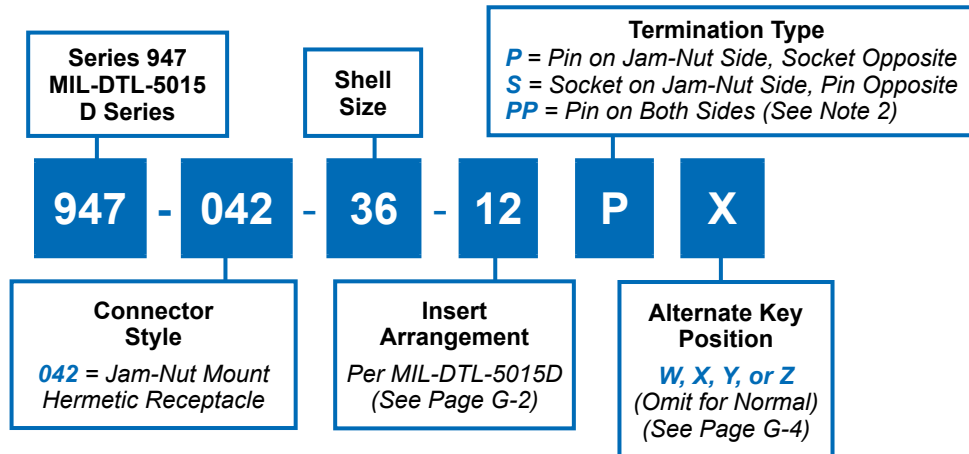 Series 947
MIL-DTL-5015
D Series
Shell
Size
Termination Type
P = Pin on Jam-Nut Side, Socket Opposite
S = Socket on Jam-Nut Side, Pin Opposite
PP = Pin on Both Sides (See Note 2)
947 - 042 - 36 - 12 P X
Connector
Style
042 = Jam-Nut Mount
Hermetic Receptacle
Insert
Arrangement
Per MIL-DTL-5015D
(See Page G-2)
Alternate Key
Position
W, X, Y, or Z
(Omit for Normal)
(See Page G-4)